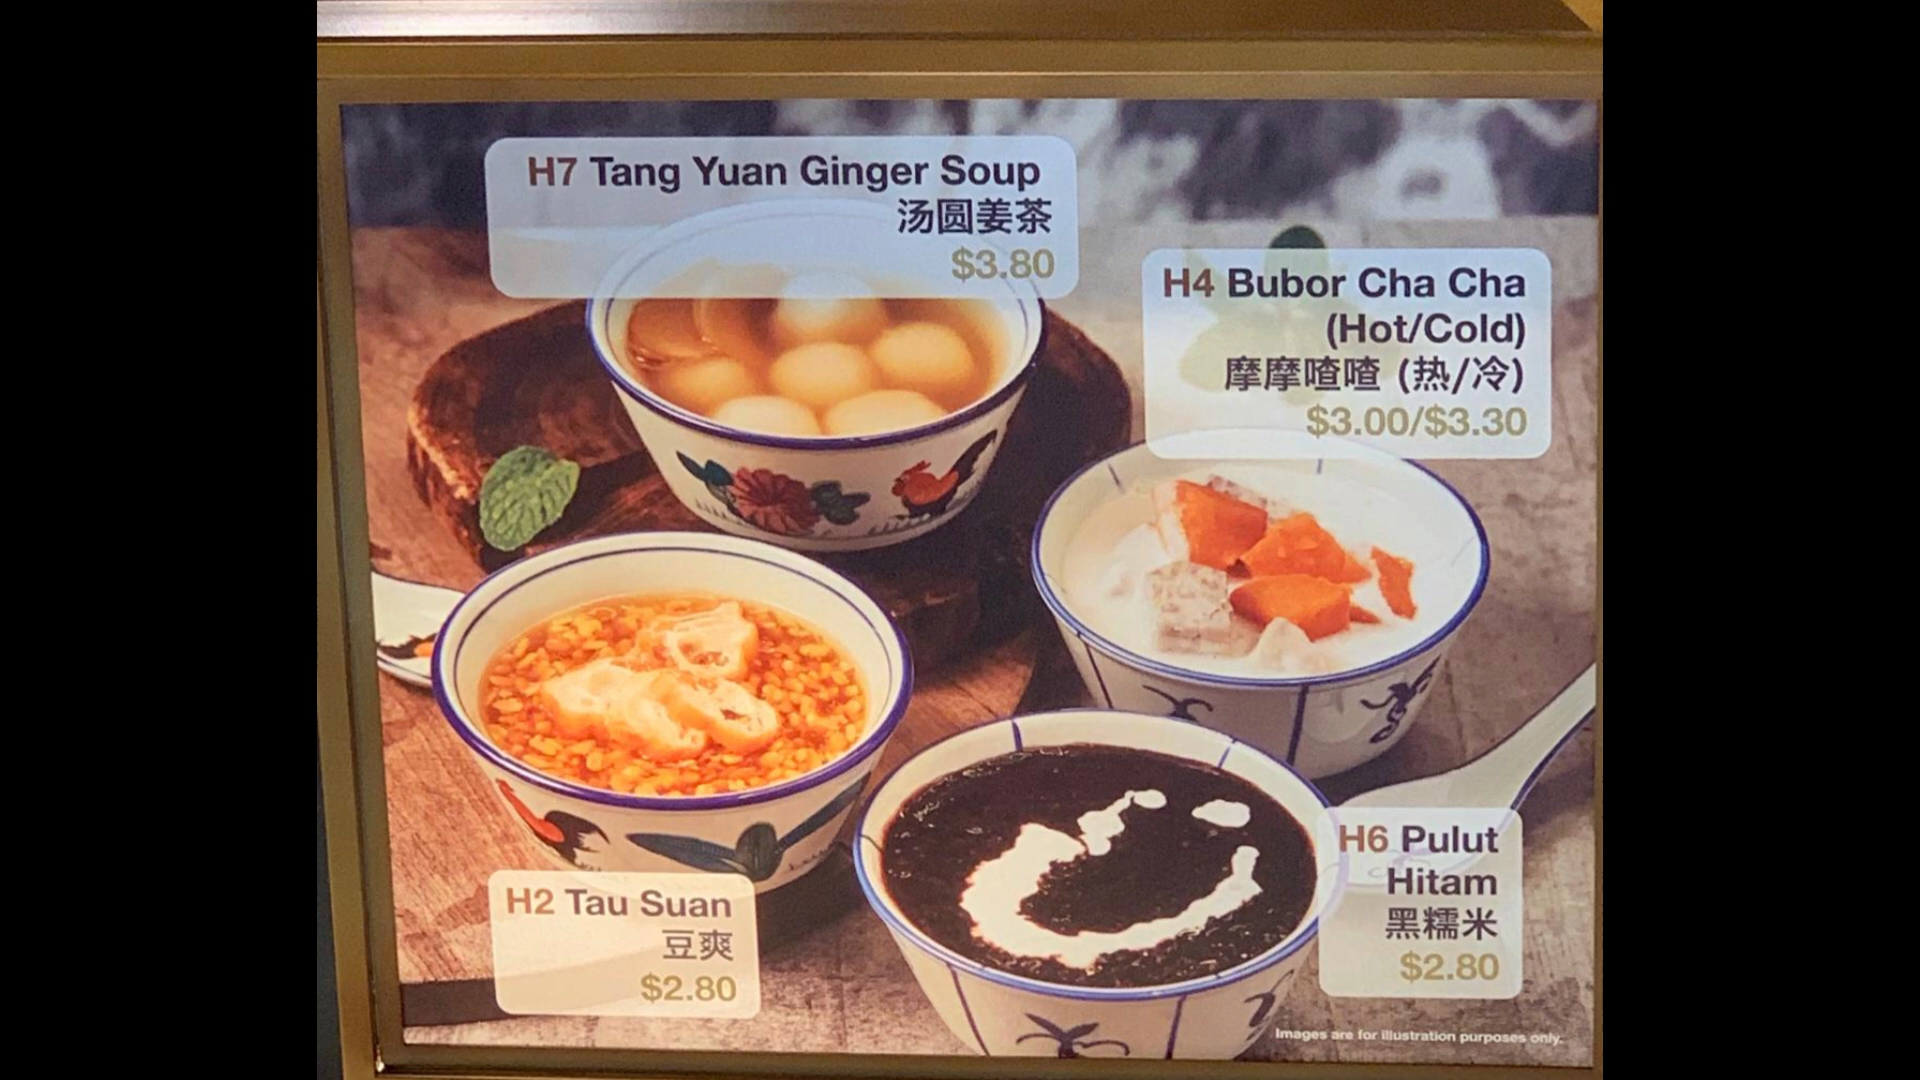 H7 Tang Yuan Ginger Soup
汤圆姜茶
$3.80
H4 Bubor Cha Cha
(Hot/Cold)
摩摩喳喳 (热/冷)
$3.00/$3.30
H2 Tau Suan
豆爽
$2.80
H6 Pulut
Hitam
黑糯米
$2.80
Images are for illustration purposes only.